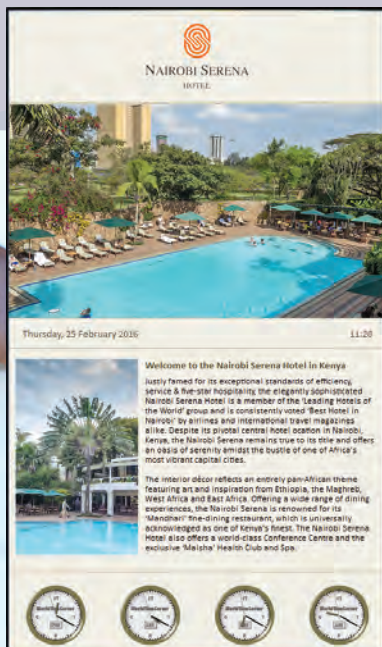 NAIROBI SERENA
HOTEL
Thursday, 25 February 2016
11:20
Welcome to the Nairobi Serena Hotel in Kenya
Justly famed for its exceptional standards of efficiency,
service & five-star hospitality, the elegantly sophisticated
Nairobi Serena Hotel is a member of the 'Leading Hotels of
the World' group and is consistently voted 'Best Hotel in
Nairobi' by airlines and international travel magazines
alike. Despite its pivotal central hotel location in Nairobi,
Kenya, the Nairobi Serena remains true to its title and offers
an oasis of serenity amidst the bustle of one of Africa's
most vibrant capital cities.
The interior décor reflects an entirely pan-African theme
featuring art and inspiration from Ethiopia, the Maghreb,
West Africa and East Africa. Offering a wide range of dining
experiences, the Nairobi Serena is renowned for its
'Mandhari' fine-dining restaurant, which is universally
acknowledged as one of Kenya's finest. The Nairobi Serena
Hotel also offers a world-class Conference Centre and the
exclusive 'Maisha' Health Club and Spa.